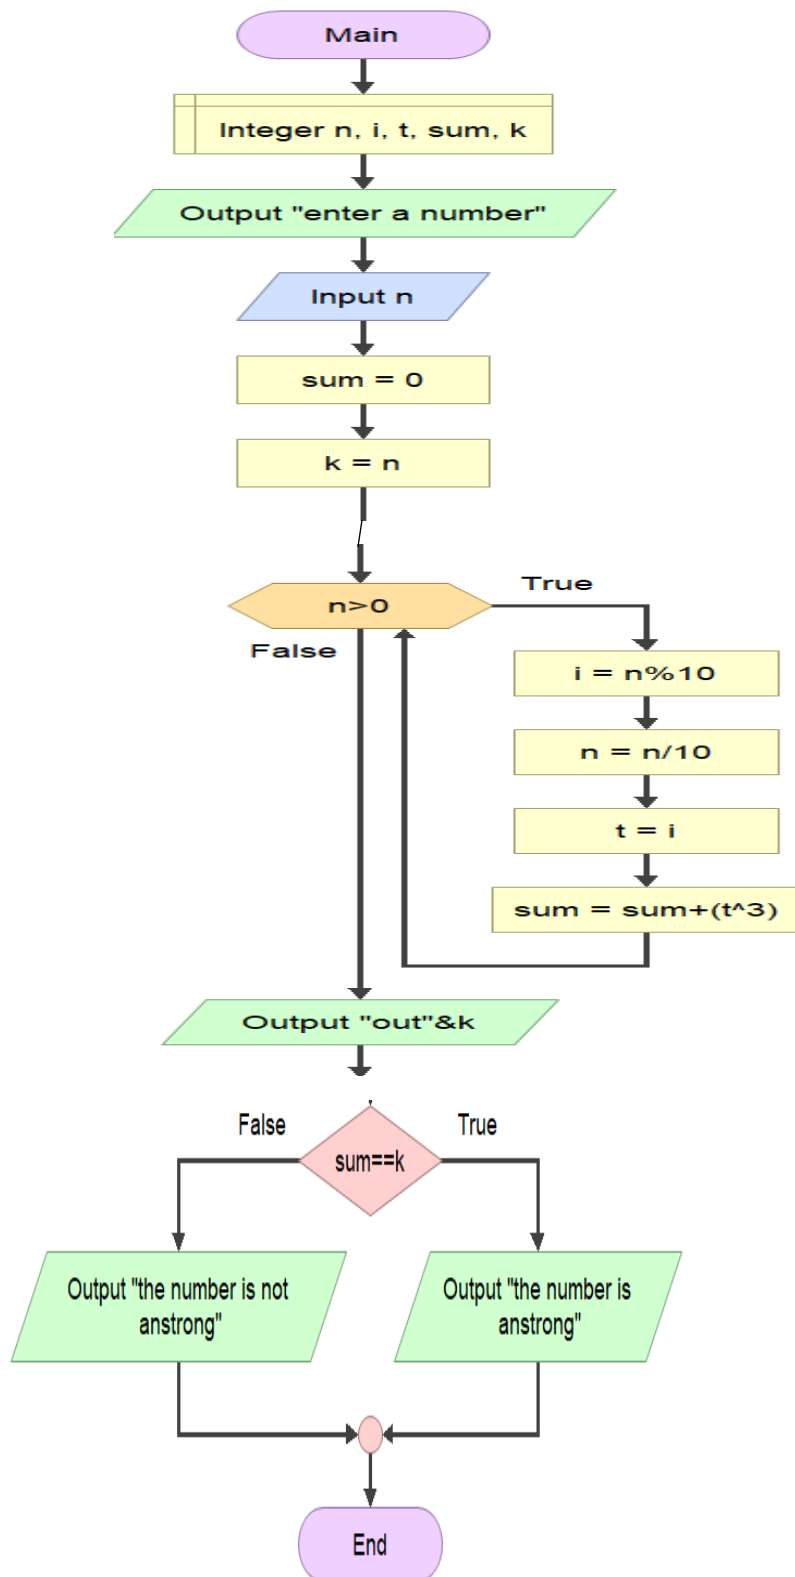 Main
Integer n, i, t, sum, k
Output "enter a number"
Input n
sum = 0
k = n
n>0
True
False
i = n%10
n = n/10
t = i
sum = sum+(t^3)
Output "out"&k
False
True
sum==k
Output "the number is not
anstrong"
Output "the number is
anstrong"
End